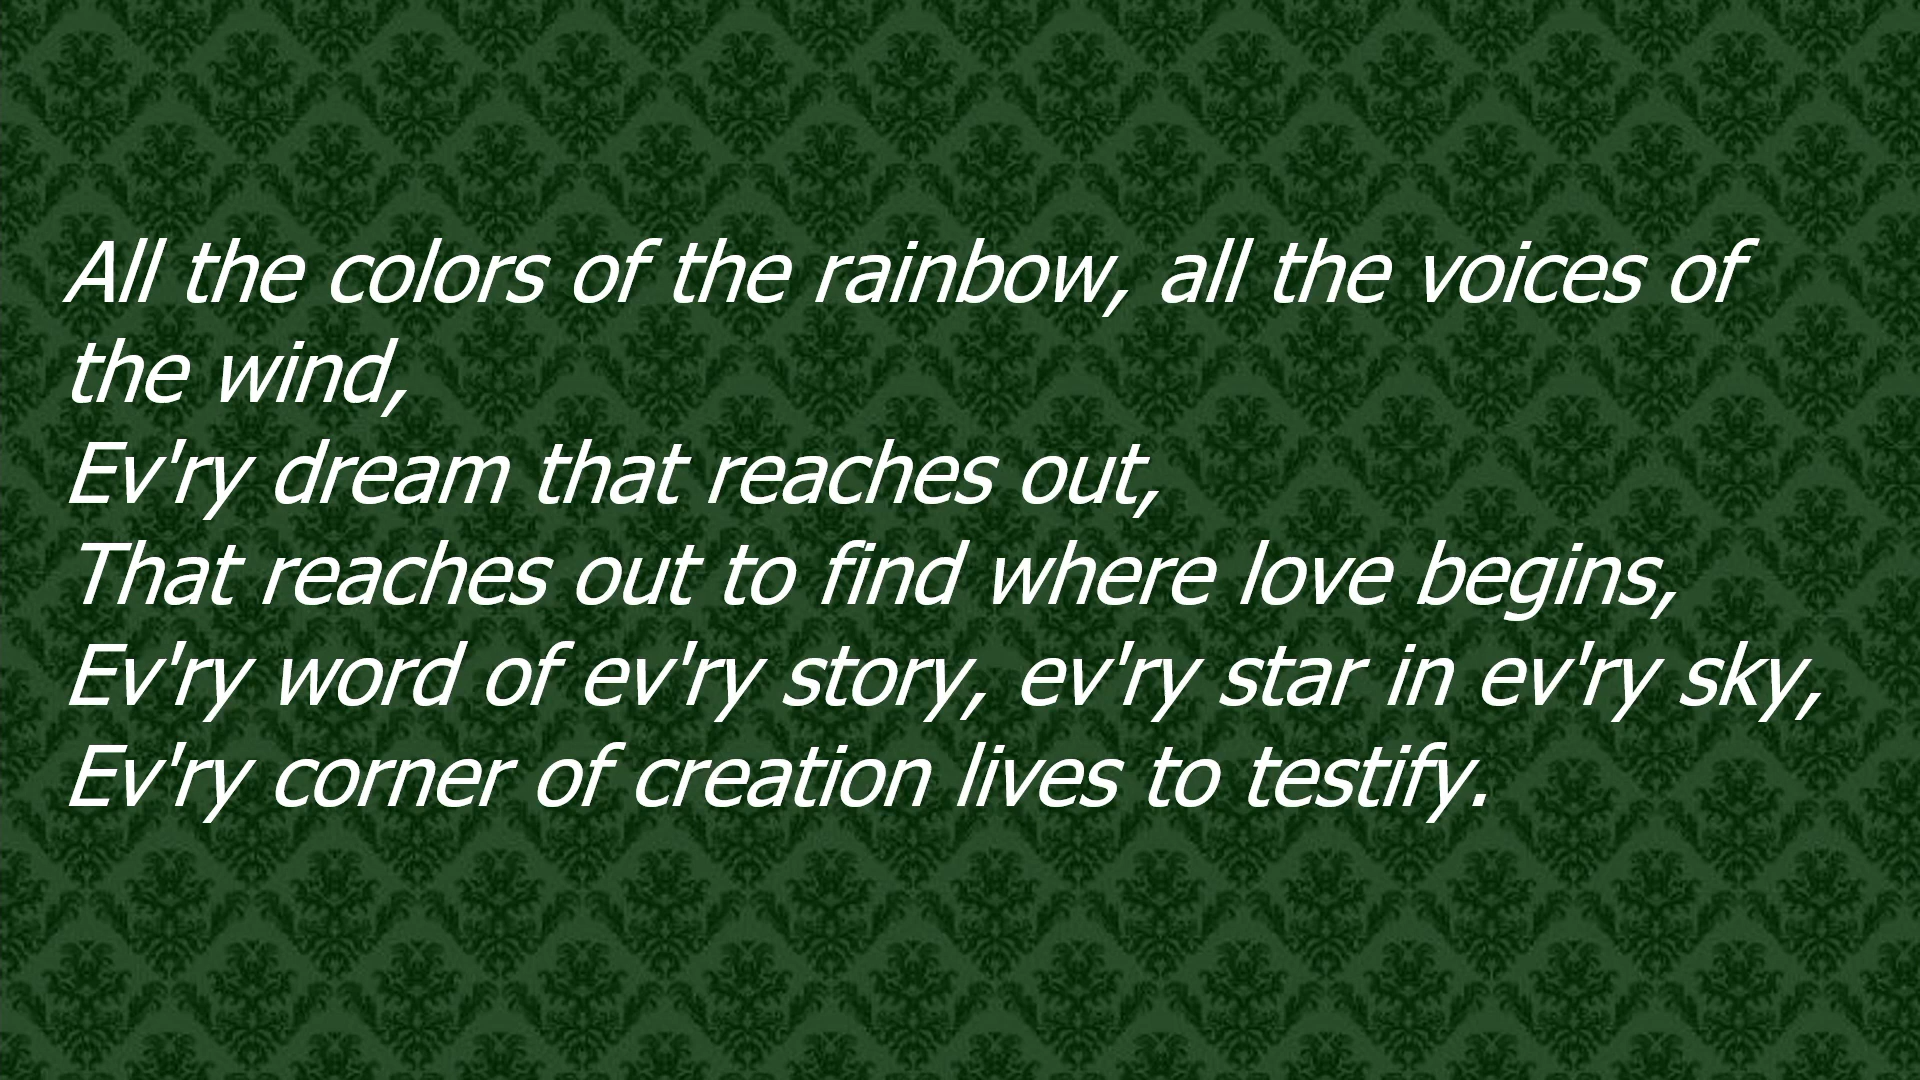 All the colors of the rainbow, all the voices of
the wind,
Ev'ry dream that reaches out,
That reaches out to find where love begins,
Ev'ry word of ev'ry story, ev'ry star in ev'ry sky,
Ev'ry corner of creation lives to testify.